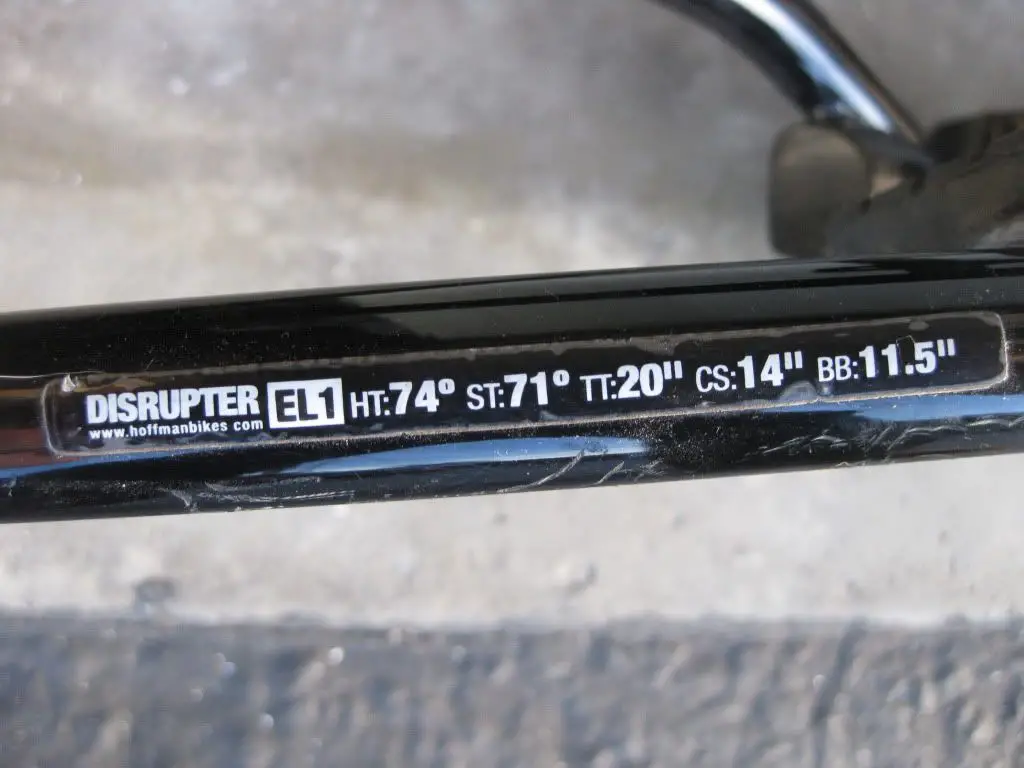 DISRUPTER EL1 HT:74° ST:71° TT:20" CS:14" BB:11.5"
www.hoffmanbikes.com